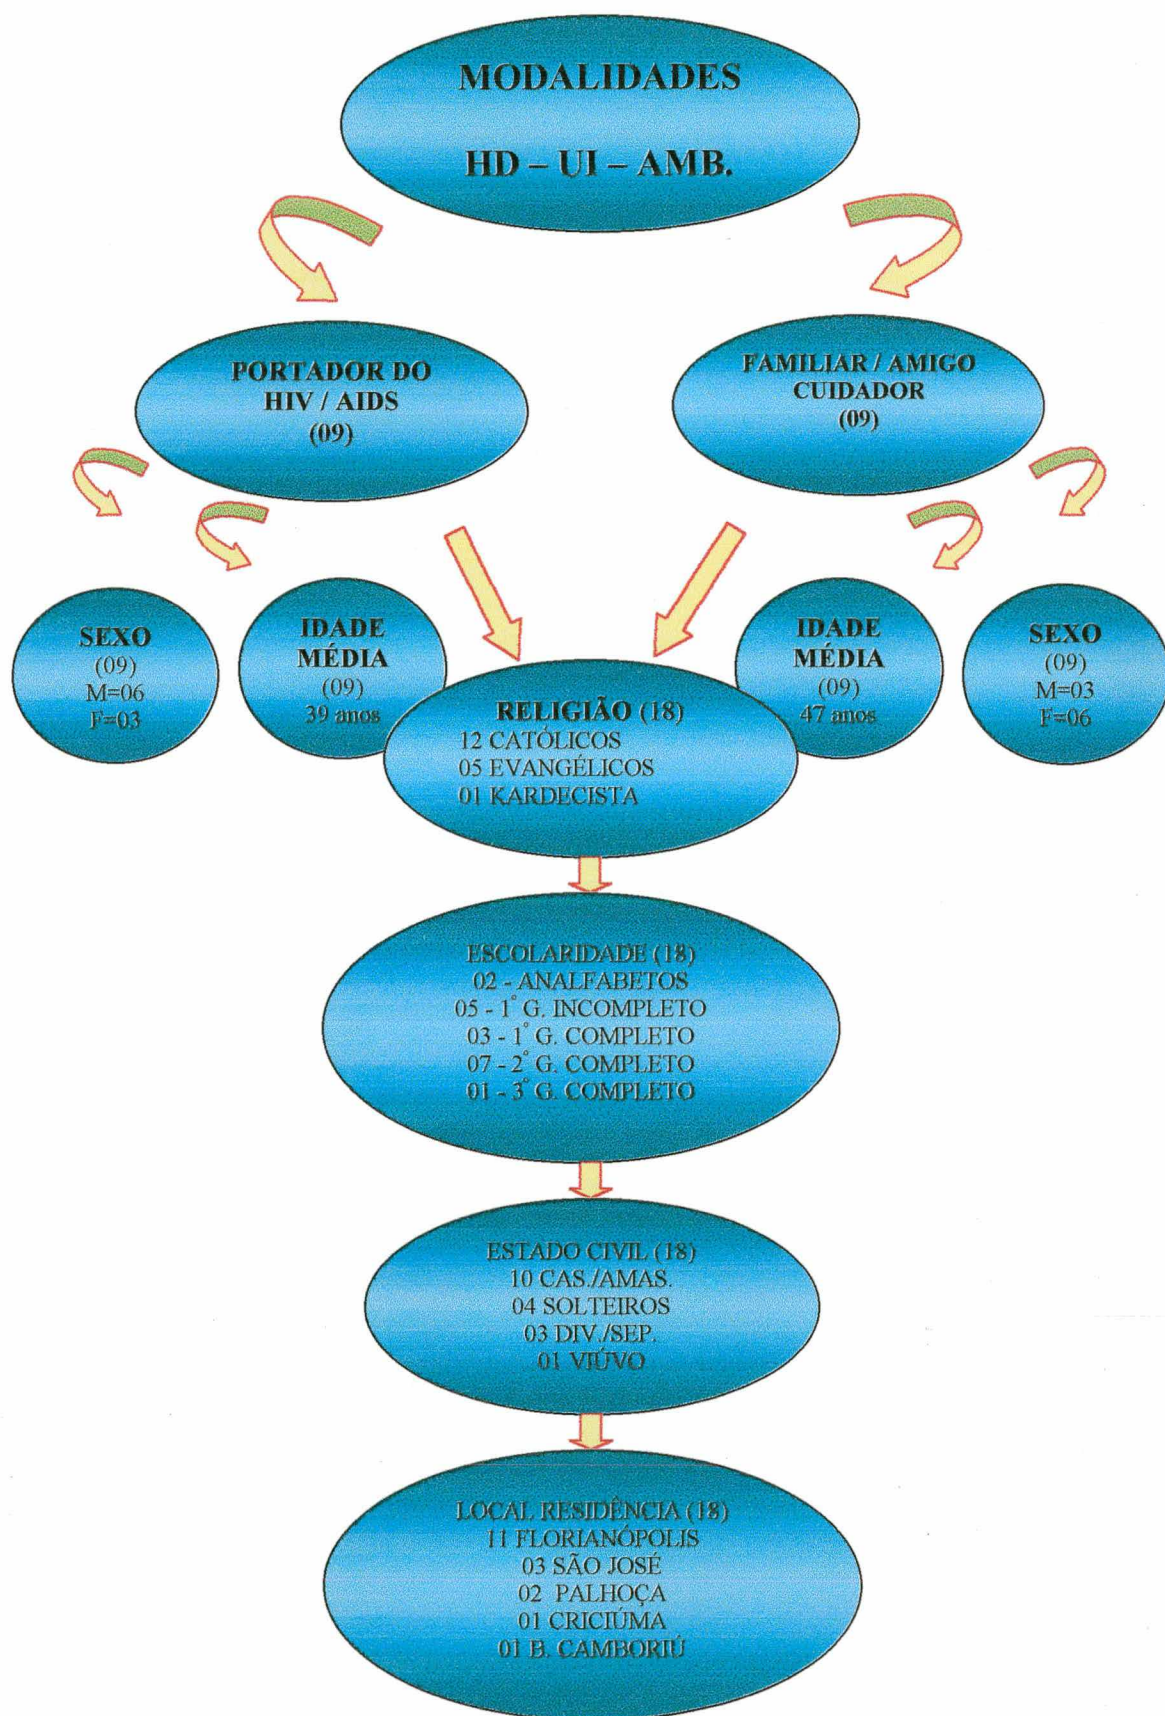 MODALIDADES
HD – UI – AMB.
PORTADOR DO
HIV / AIDS
(09)
FAMILIAR / AMIGO
CUIDADOR
(09)
SEXO
(09)
M=06
F=03
IDADE
MÉDIA
(09)
39 anos
IDADE
MÉDIA
(09)
47 anos
SEXO
(09)
M=03
F=06
RELIGIÃO (18)
12 CATÓLICOS
05 EVANGÉLICOS
01 KARDECISTA
ESCOLARIDADE (18)
02 - ANALFABETOS
05 - 1° G. INCOMPLETO
03 - 1° G. COMPLETO
07 - 2° G. COMPLETO
01 - 3° G. COMPLETO
ESTADO CIVIL (18)
10 CAS./AMAS.
04 SOLTEIROS
03 DIV./SEP.
01 VIÚVO
LOCAL RESIDÊNCIA (18)
11 FLORIANÓPOLIS
03 SÃO JOSÉ
02 PALHOÇA
01 CRICIÚMA
01 B. CAMBORIÚ